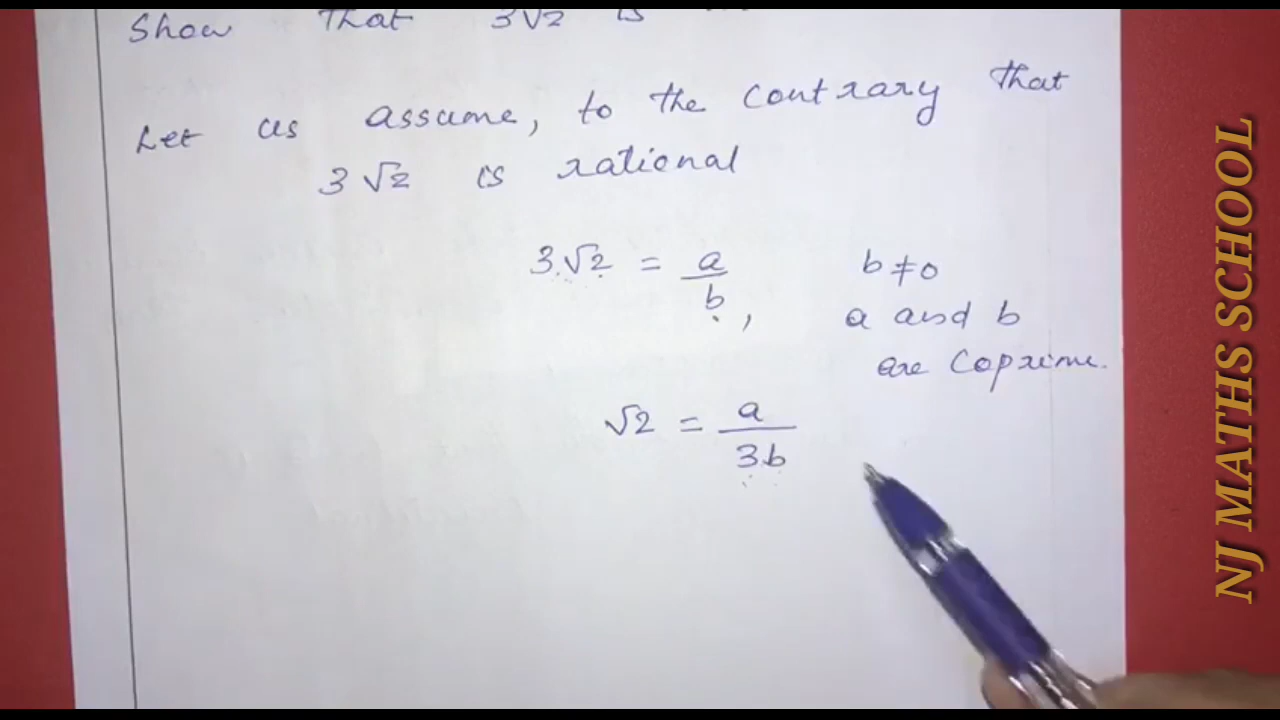 Show that 3√2 is
Let us assume, to the contrary that
3√2 is rational
3√2 = a/b, b ≠ 0
a and b
are Coprime.
√2 = a/3b
NJ MATHS SCHOOL